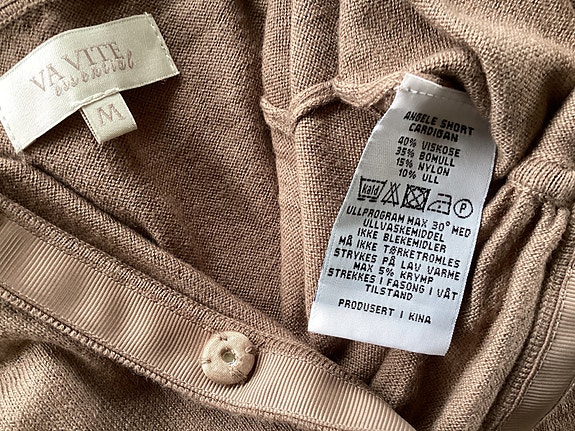 VA VITE
essential
M
ANGELE SHORT
CARDIGAN
40% VISKOSE
35% BOMULL
15% NYLON
10% ULL
kald
P
ULLPROGRAM MAX 30° MED
ULLVASKEMIDDEL
IKKE BLEKEMIDLER
MÅ IKKE TØRKETROMLES
STRYKES PÅ LAV VARME
MAX 5% KRYMP
STREKKES I FASONG I VÅT
TILSTAND
PRODUSERT I KINA